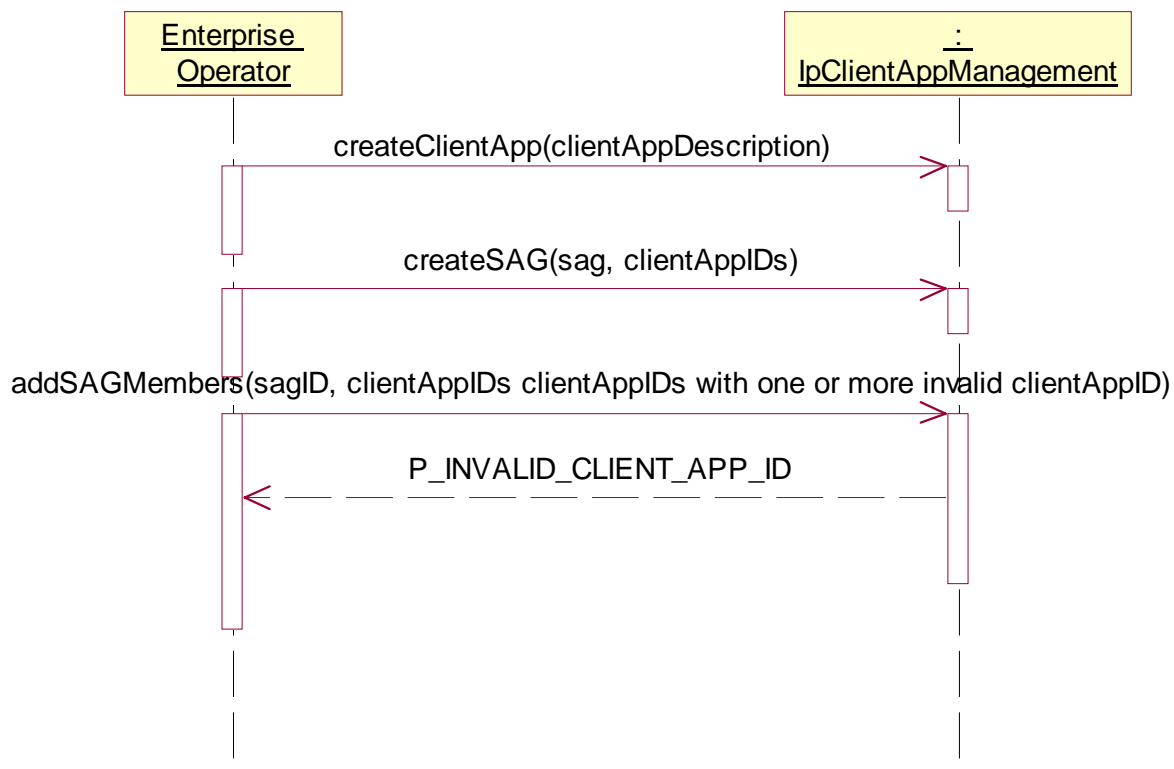 Enterprise
Operator
:
IpClientAppManagement
createClientApp(clientAppDescription)
createSAG(sag, clientAppIDs)
addSAGMembers(sagID, clientAppIDs clientAppIDs with one or more invalid clientAppID)
P_INVALID_CLIENT_APP_ID